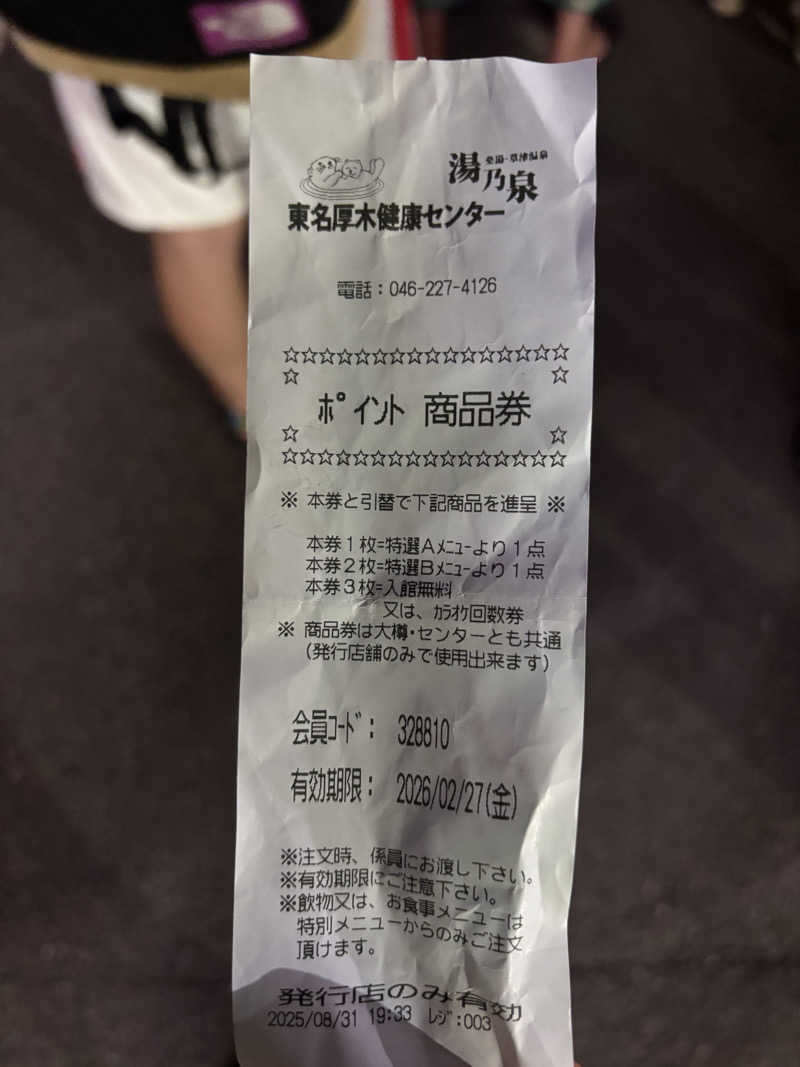 薬湯・草津温泉
湯乃泉
東名厚木健康センター
電話：046-227-4126
☆☆☆☆☆☆☆☆☆☆☆☆☆☆☆☆
☆ ☆
ﾎﾟｲﾝﾄ 商品券
☆ ☆
☆☆☆☆☆☆☆☆☆☆☆☆☆☆☆☆
※ 本券と引替で下記商品を進呈 ※
本券１枚=特選Ａﾒﾆｭｰより１点
本券２枚=特選Ｂﾒﾆｭｰより１点
本券３枚=入館無料
又は、ｶﾗｵｹ回数券
※ 商品券は大樽・センターとも共通
(発行店舗のみで使用出来ます)
会員ｺｰﾄﾞ： 328810
有効期限： 2026/02/27(金)
※注文時、係員にお渡し下さい。
※有効期限にご注意下さい。
※飲物又は、お食事メニューは
特別メニューからのみご注文
頂けます。
発行店のみ有効
2025/08/31 19:33 ﾚｼﾞ:003